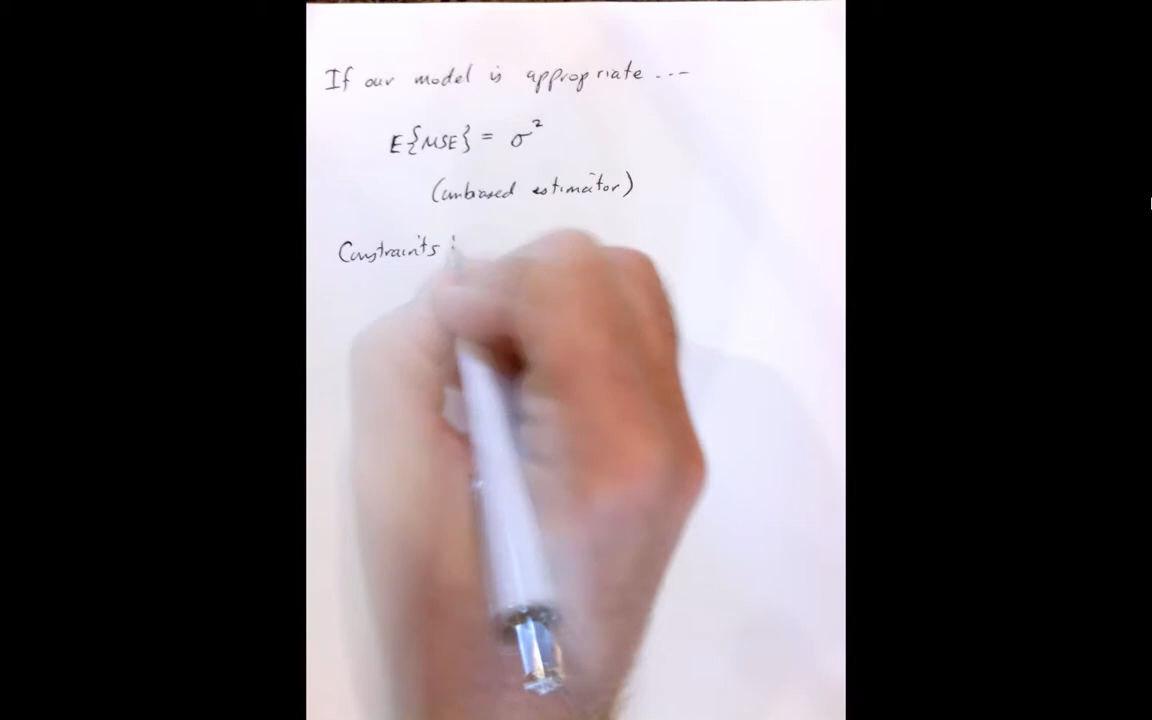 If our model is appropriate ...
E{MSE} = σ²
(unbiased estimator)
Constraints :